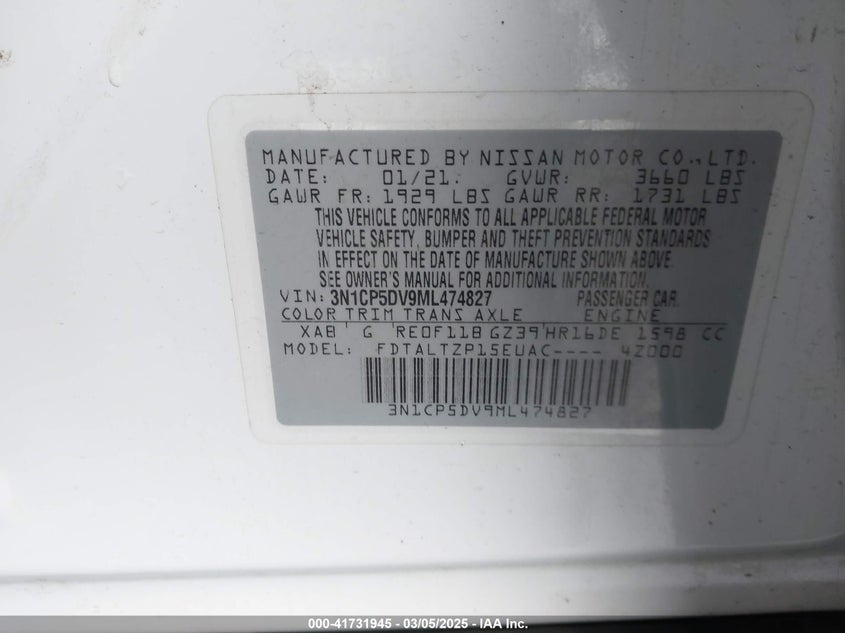 MANUFACTURED BY NISSAN MOTOR CO., LTD.
DATE: 01/21. GVWR: 3660 LBS
GAWR FR: 1929 LBS GAWR RR: 1731 LBS
THIS VEHICLE CONFORMS TO ALL APPLICABLE FEDERAL MOTOR
VEHICLE SAFETY, BUMPER AND THEFT PREVENTION STANDARDS
IN EFFECT ON THE DATE OF MANUFACTURE SHOWN ABOVE.
SEE OWNER'S MANUAL FOR ADDITIONAL INFORMATION.
VIN: 3N1CP5DV9ML474827 PASSENGER CAR.
COLOR TRIM TRANS AXLE ENGINE
XAB G RE0F11B GZ39 HR16DE 1598 CC
MODEL: FDTALTZP15EUAC---- 4Z000
3N1CP5DV9ML474827
000-41731945 - 03/05/2025 - IAA Inc.